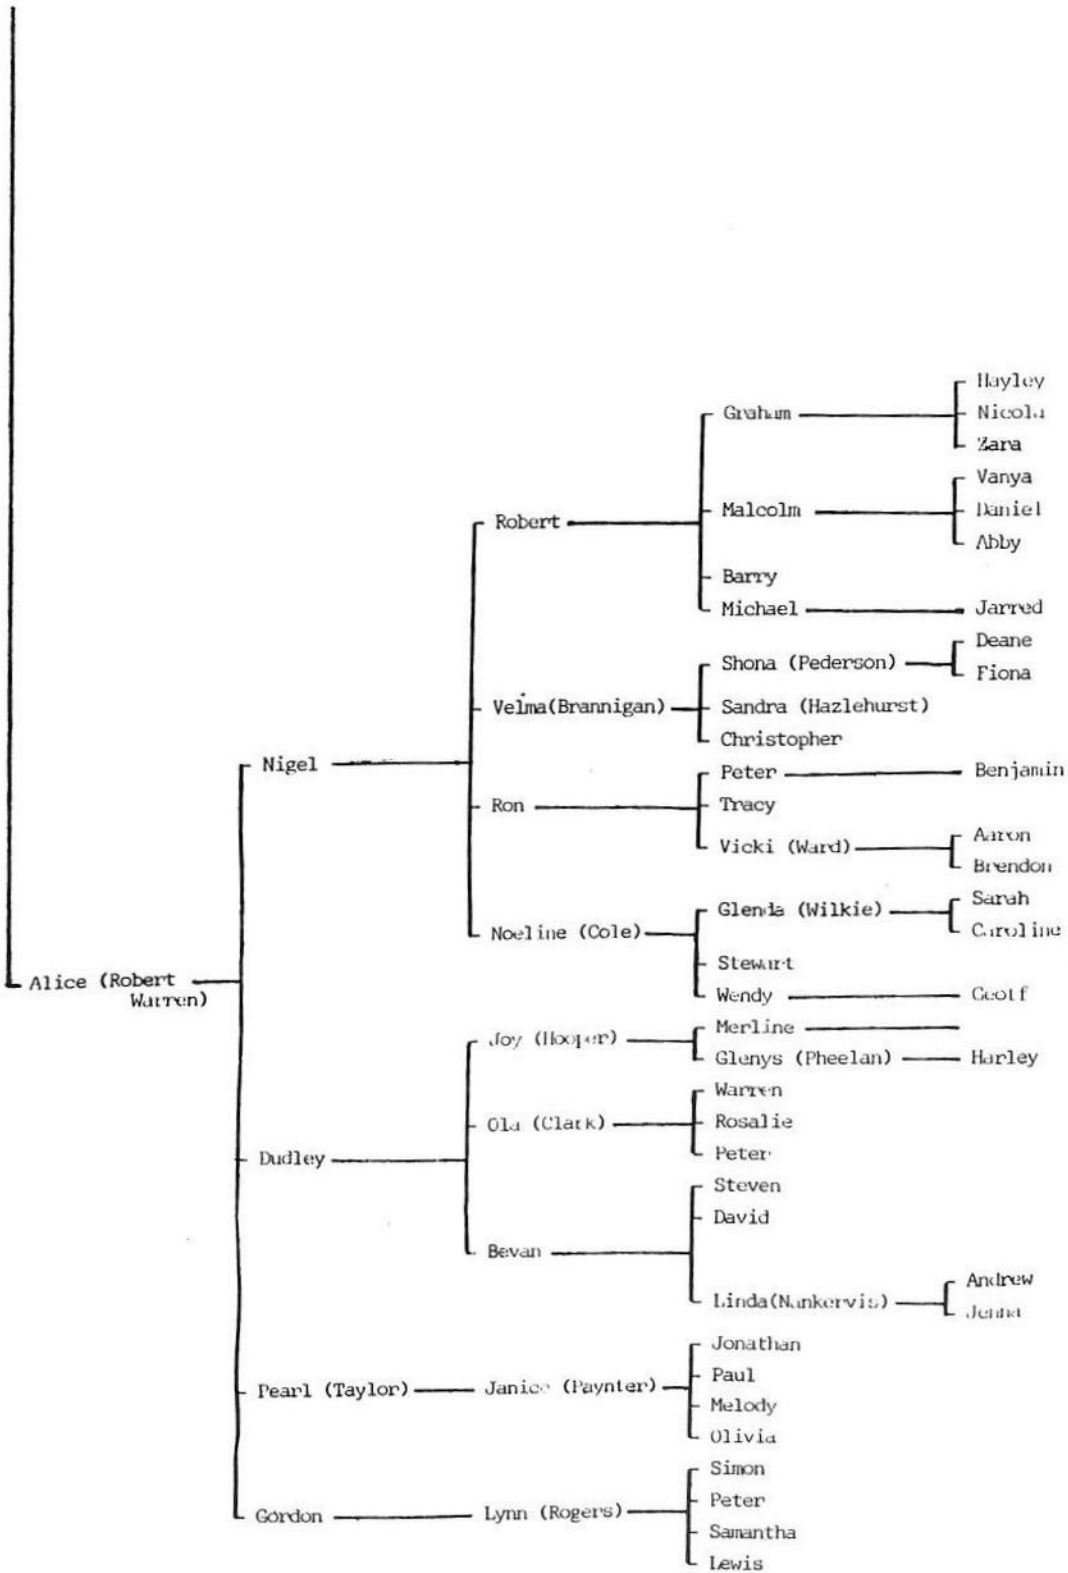 Hayley
Graham
Nicola
Zara
Vanya
Malcolm
Daniel
Robert
Abby
Barry
Michael
Jarred
Deane
Shona (Pederson)
Fiona
Velma(Brannigan)
Sandra (Hazlehurst)
Christopher
Nigel
Peter
Benjamin
Ron
Tracy
Aaron
Vicki (Ward)
Brendon
Sarah
Glenda (Wilkie)
Noeline (Cole)
Caroline
Stewart
Alice (Robert
Warren)
Wendy
Geoff
Merline
Joy (Hooper)
Glenys (Pheelan)
Harley
Warren
Ola (Clark)
Rosalie
Dudley
Peter
Steven
David
Bevan
Andrew
Linda(Nankervis)
Jenna
Jonathan
Paul
Pearl (Taylor)
Janice (Paynter)
Melody
Olivia
Simon
Peter
Gordon
Lynn (Rogers)
Samantha
Lewis